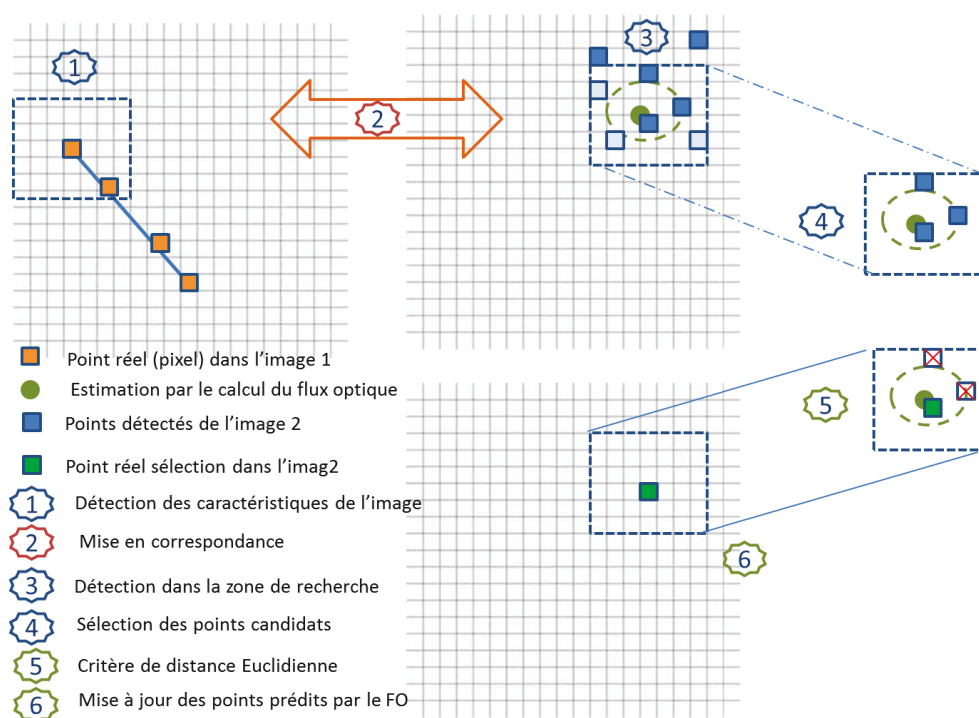 1
2
3
4
5
6
Point réel (pixel) dans l'image 1
Estimation par le calcul du flux optique
Points détectés de l'image 2
Point réel sélection dans l'imag2
1 Détection des caractéristiques de l'image
2 Mise en correspondance
3 Détection dans la zone de recherche
4 Sélection des points candidats
5 Critère de distance Euclidienne
6 Mise à jour des points prédits par le FO